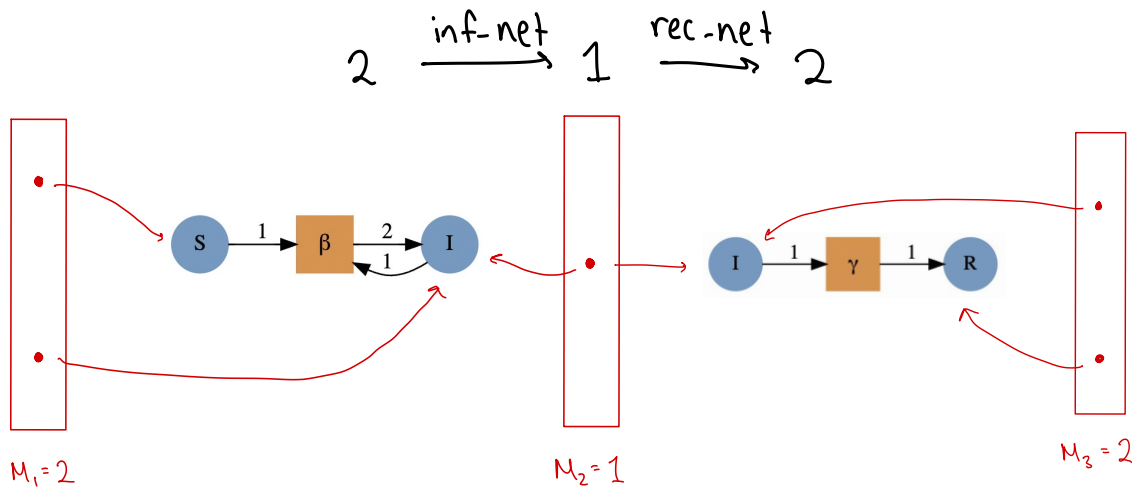 2 inf-net 1 rec-net 2
S 1 β 2 1 I
I 1 γ 1 R
M₁=2 M₂=1 M₃=2